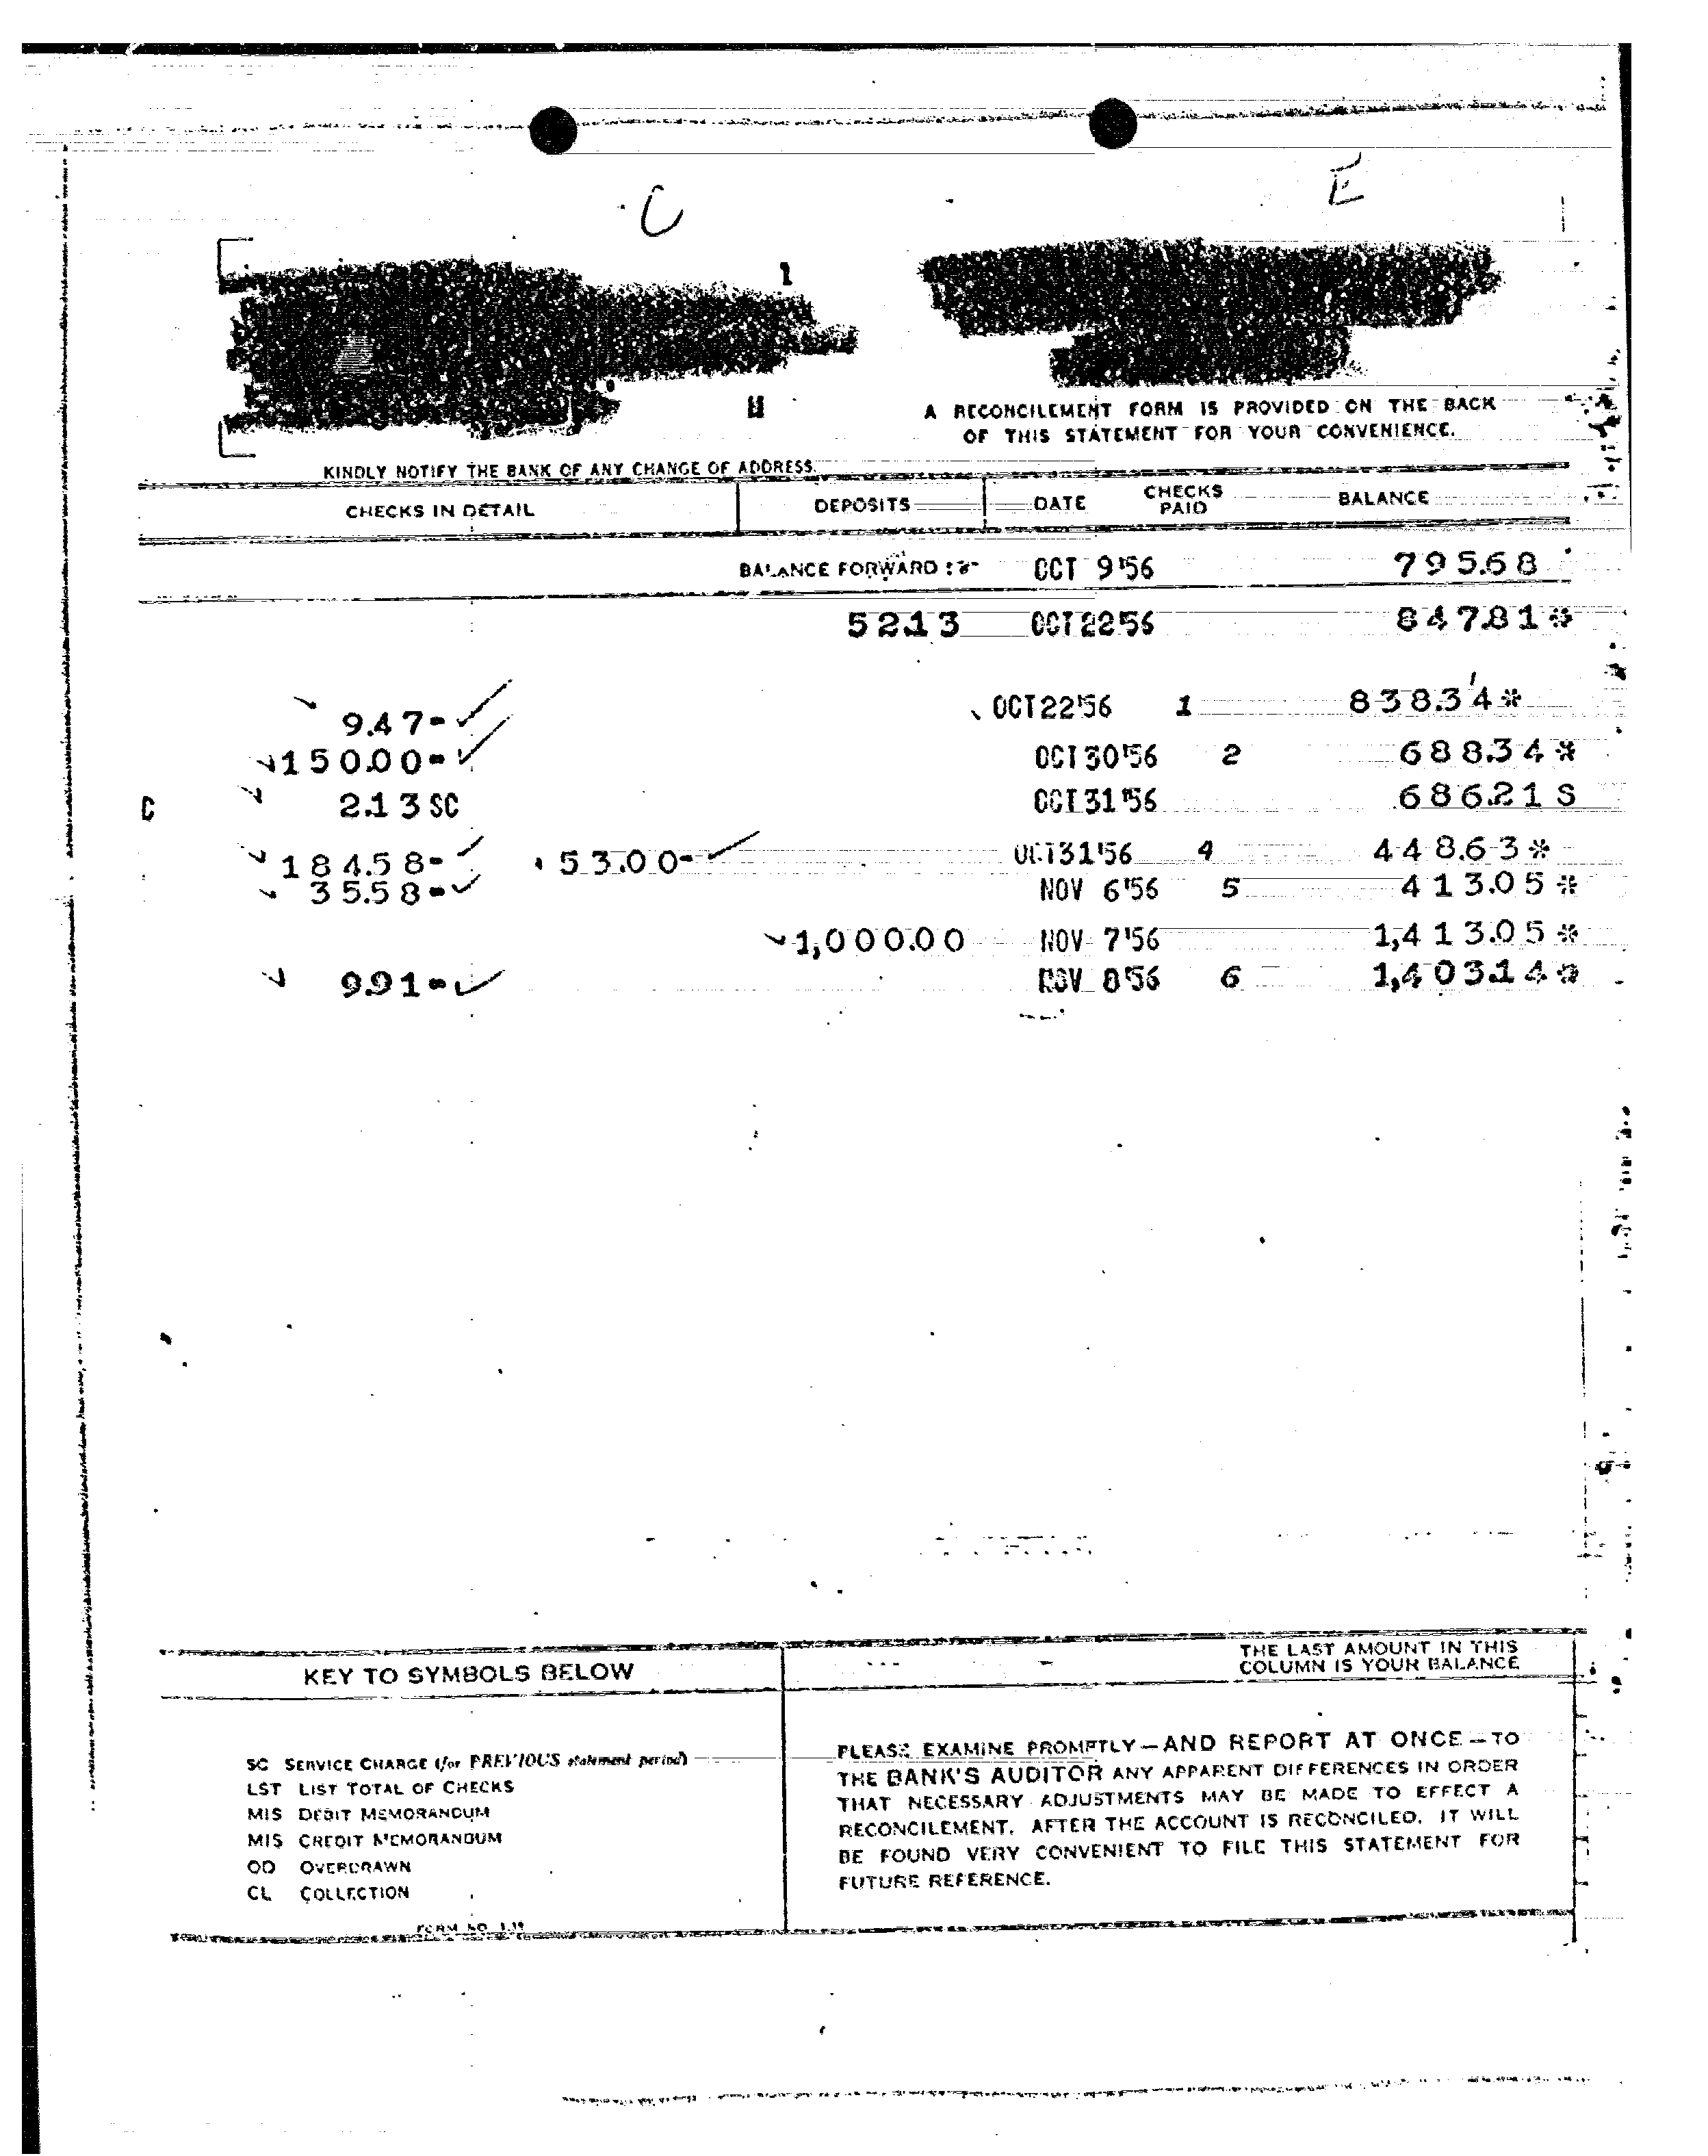 C
E
A RECONCILEMENT FORM IS PROVIDED ON THE BACK
OF THIS STATEMENT FOR YOUR CONVENIENCE.
KINDLY NOTIFY THE BANK OF ANY CHANGE OF ADDRESS.
CHECKS IN DETAIL DEPOSITS DATE CHECKS PAID BALANCE
BALANCE FORWARD OCT 9'56 795.68
52.13 OCT 22'56 847.81*
9.47- OCT 22'56 1 838.34*
150.00- OCT 30'56 2 688.34*
C 2.13 SC OCT 31'56 686.21 S
184.58- 53.00- OCT 31'56 4 448.63*
35.58- NOV 6'56 5 413.05*
1,000.00 NOV 7'56 1,413.05*
9.91- NOV 8'56 6 1,403.14*
KEY TO SYMBOLS BELOW
THE LAST AMOUNT IN THIS
COLUMN IS YOUR BALANCE
SC SERVICE CHARGE (for PREVIOUS statement period)
LST LIST TOTAL OF CHECKS
MIS DEBIT MEMORANDUM
MIS CREDIT MEMORANDUM
OD OVERDRAWN
CL COLLECTION
PLEASE EXAMINE PROMPTLY—AND REPORT AT ONCE—TO
THE BANK'S AUDITOR ANY APPARENT DIFFERENCES IN ORDER
THAT NECESSARY ADJUSTMENTS MAY BE MADE TO EFFECT A
RECONCILEMENT. AFTER THE ACCOUNT IS RECONCILED, IT WILL
BE FOUND VERY CONVENIENT TO FILE THIS STATEMENT FOR
FUTURE REFERENCE.
FORM NO.